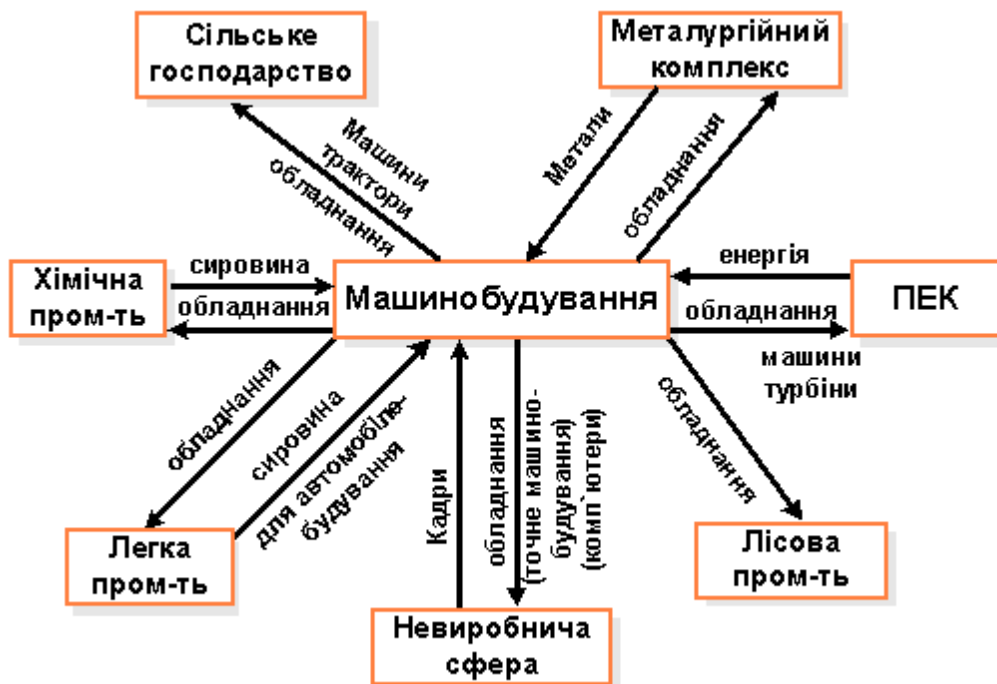 Сільське
господарство
Металургійний
комплекс
Машини
трактори
обладнання
Метали
обладнання
Хімічна
пром-ть
сировина
обладнання
Машинобудування
енергія
обладнання
машини
турбіни
ПЕК
обладнання
сировина
для автомобіле-
будування
Кадри
обладнання
(точне машино-
будування)
(комп`ютери)
обладнання
Легка
пром-ть
Невиробнича
сфера
Лісова
пром-ть